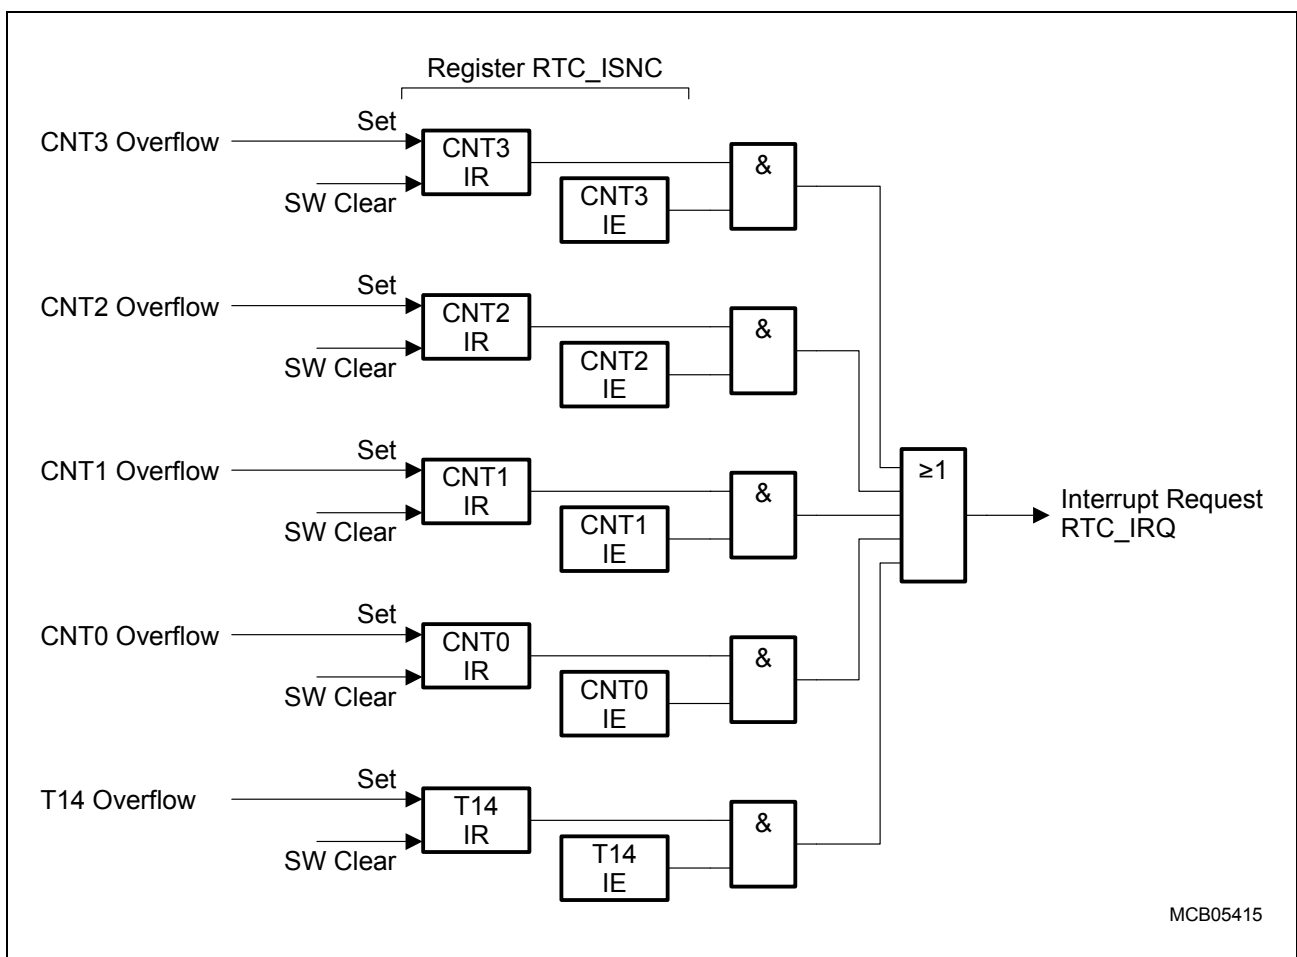 Register RTC_ISNC
CNT3 Overflow
Set
SW Clear
CNT3
IR
CNT3
IE
&
CNT2 Overflow
Set
SW Clear
CNT2
IR
CNT2
IE
&
CNT1 Overflow
Set
SW Clear
CNT1
IR
CNT1
IE
&
≥1
Interrupt Request
RTC_IRQ
CNT0 Overflow
Set
SW Clear
CNT0
IR
CNT0
IE
&
T14 Overflow
Set
SW Clear
T14
IR
T14
IE
&
MCB05415